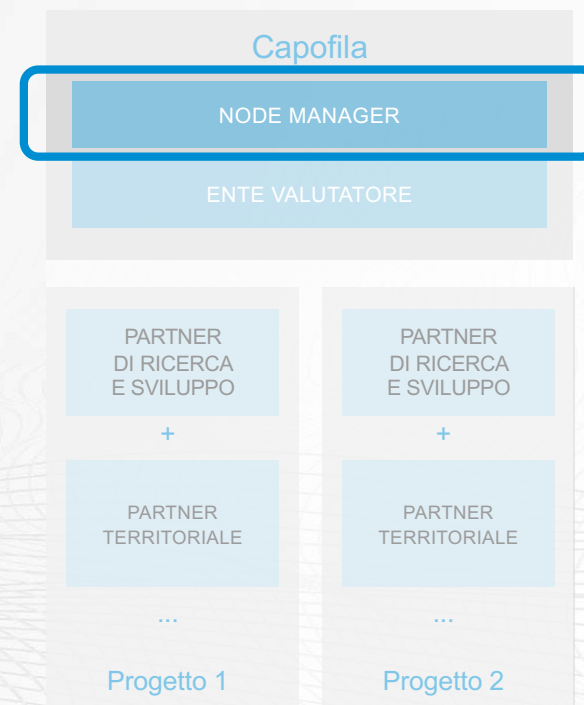 Capofila
NODE MANAGER
ENTE VALUTATORE
PARTNER
DI RICERCA
E SVILUPPO
+
PARTNER
TERRITORIALE
...
Progetto 1
PARTNER
DI RICERCA
E SVILUPPO
+
PARTNER
TERRITORIALE
...
Progetto 2